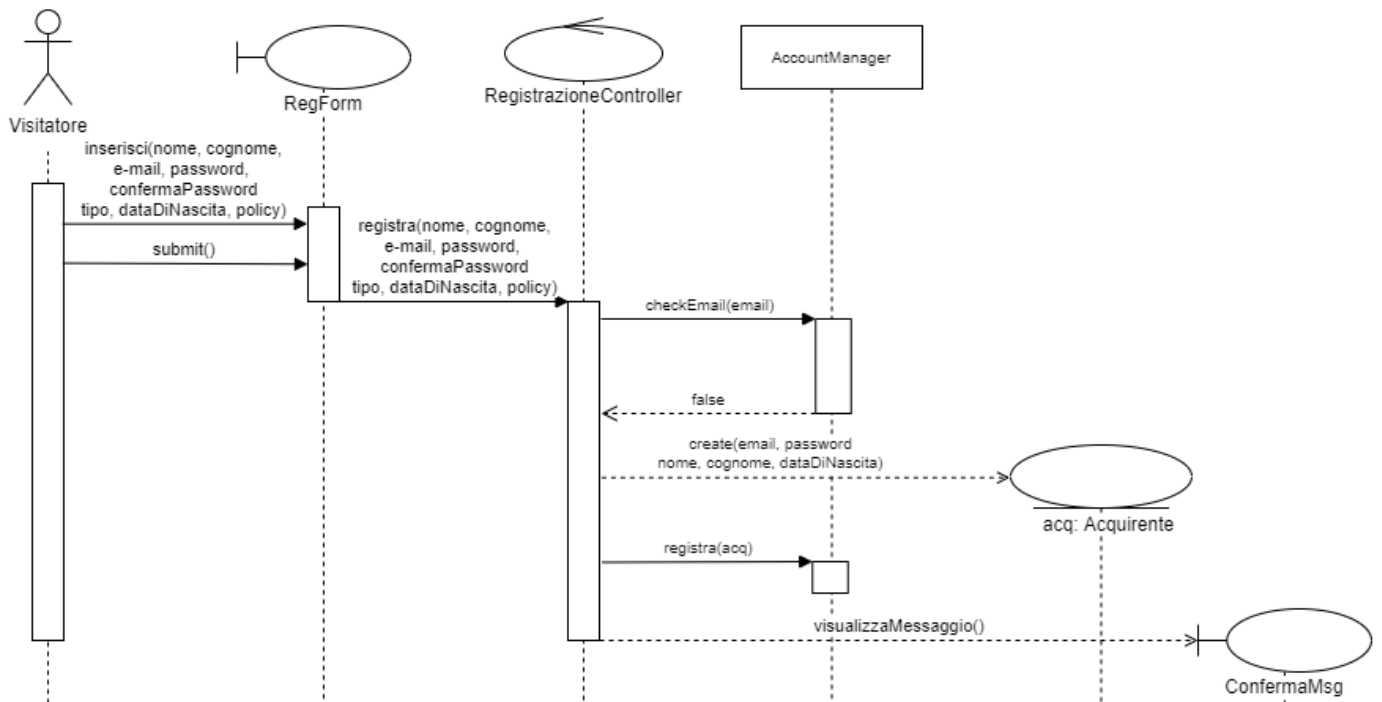 AccountManager
RegForm
RegistrazioneController
Visitatore
inserisci(nome, cognome,
e-mail, password,
confermaPassword
tipo, dataDiNascita, policy)
registra(nome, cognome,
e-mail, password,
confermaPassword
tipo, dataDiNascita, policy)
submit()
checkEmail(email)
false
create(email, password
nome, cognome, dataDiNascita)
acq: Acquirente
registra(acq)
visualizzaMessaggio()
ConfermaMsg